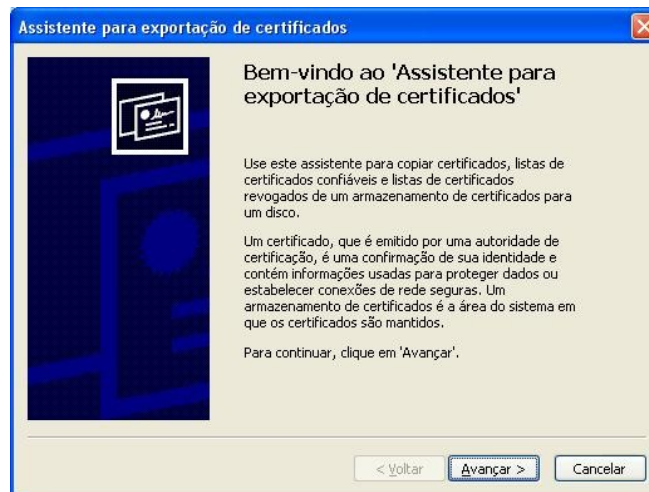 Assistente para exportação de certificados
Bem-vindo ao 'Assistente para
exportação de certificados'
Use este assistente para copiar certificados, listas de
certificados confiáveis e listas de certificados
revogados de um armazenamento de certificados para
um disco.
Um certificado, que é emitido por uma autoridade de
certificação, é uma confirmação de sua identidade e
contém informações usadas para proteger dados ou
estabelecer conexões de rede seguras. Um
armazenamento de certificados é a área do sistema em
que os certificados são mantidos.
Para continuar, clique em 'Avançar'.
< Voltar Avançar > Cancelar